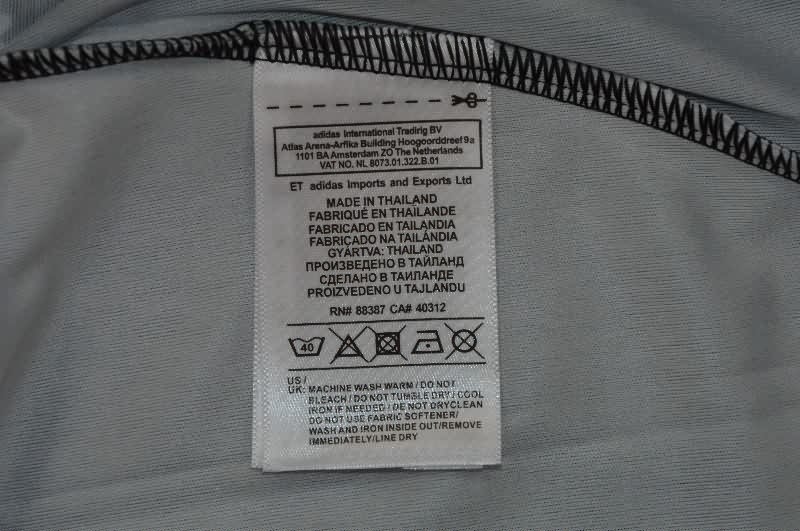 adidas International Tradirig BV
Atlas Arena-Arfika Building Hoogoorddreef 9a
1101 BA Amsterdam ZO The Netherlands
VAT NO. NL 8073.01.322.B.01
ET adidas Imports and Exports Ltd
MADE IN THAILAND
FABRIQUÉ EN THAÏLANDE
FABRICADO EN TAILANDIA
FABRICADO NA TAILÂNDIA
GYÁRTVA: THAILAND
ПРОИЗВЕДЕНО В ТАЙЛАНД
СДЕЛАНО В ТАИЛАНДЕ
PROIZVEDENO U TAJLANDU
RN# 88387 CA# 40312
40
US /
UK: MACHINE WASH WARM / DO NOT
BLEACH / DO NOT TUMBLE DRY / COOL
IRON IF NEEDED / DE NOT DRYCLEAN
DO NOT USE FABRIC SOFTENER/
WASH AND IRON INSIDE OUT/REMOVE
IMMEDIATELY/LINE DRY